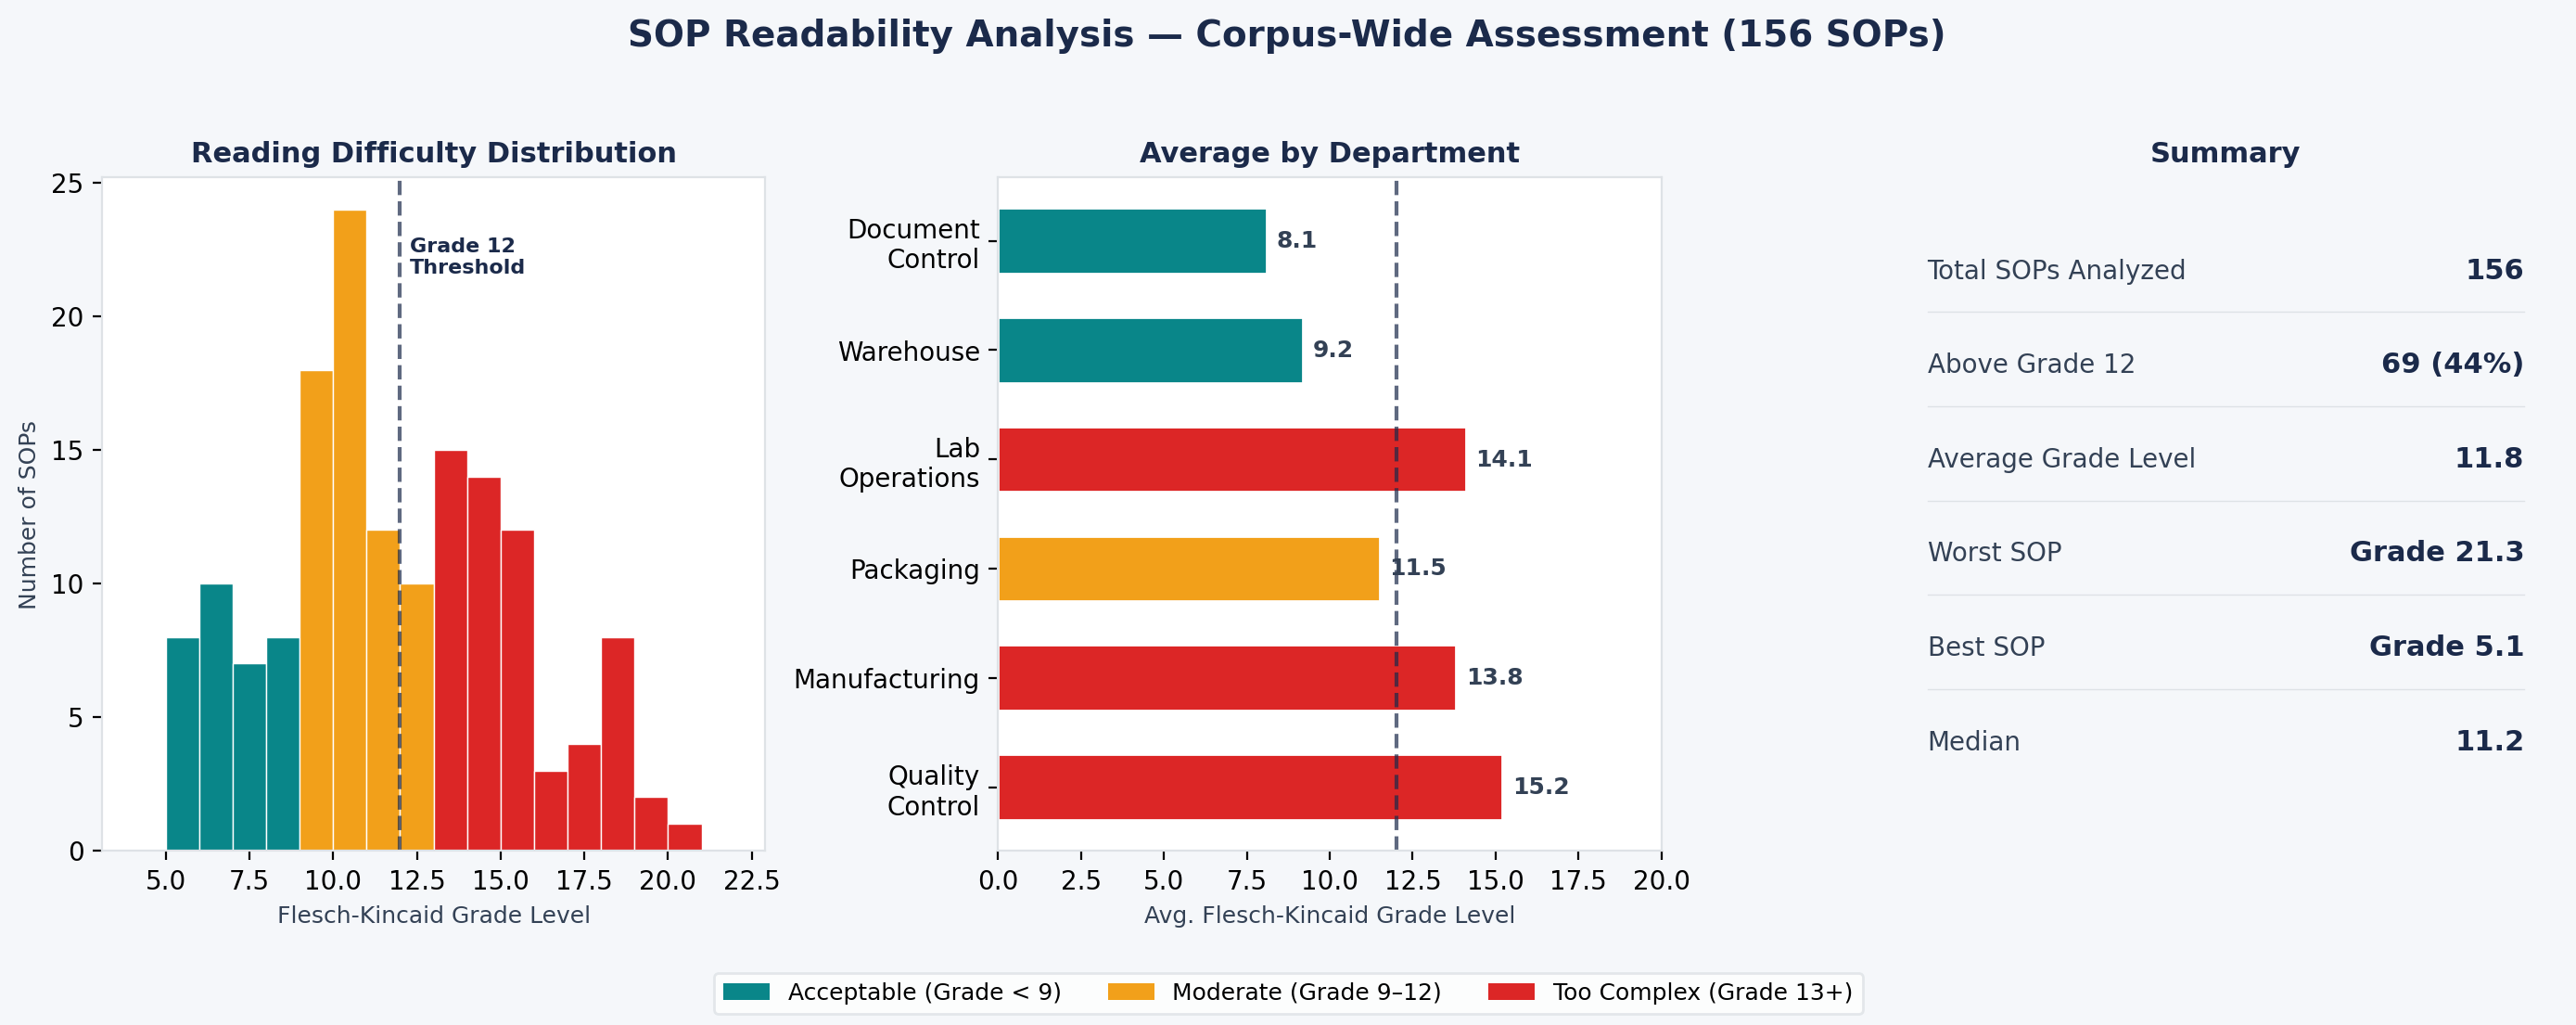 SOP Readability Analysis — Corpus-Wide Assessment (156 SOPs)
Reading Difficulty Distribution
Number of SOPs
25
20
15
10
5
0
Grade 12
Threshold
5.0 7.5 10.0 12.5 15.0 17.5 20.0 22.5
Flesch-Kincaid Grade Level
Average by Department
Document
Control
8.1
Warehouse
9.2
Lab
Operations
14.1
Packaging
11.5
Manufacturing
13.8
Quality
Control
15.2
0.0 2.5 5.0 7.5 10.0 12.5 15.0 17.5 20.0
Avg. Flesch-Kincaid Grade Level
Summary
Total SOPs Analyzed 156
Above Grade 12 69 (44%)
Average Grade Level 11.8
Worst SOP Grade 21.3
Best SOP Grade 5.1
Median 11.2
Acceptable (Grade < 9) Moderate (Grade 9–12) Too Complex (Grade 13+)